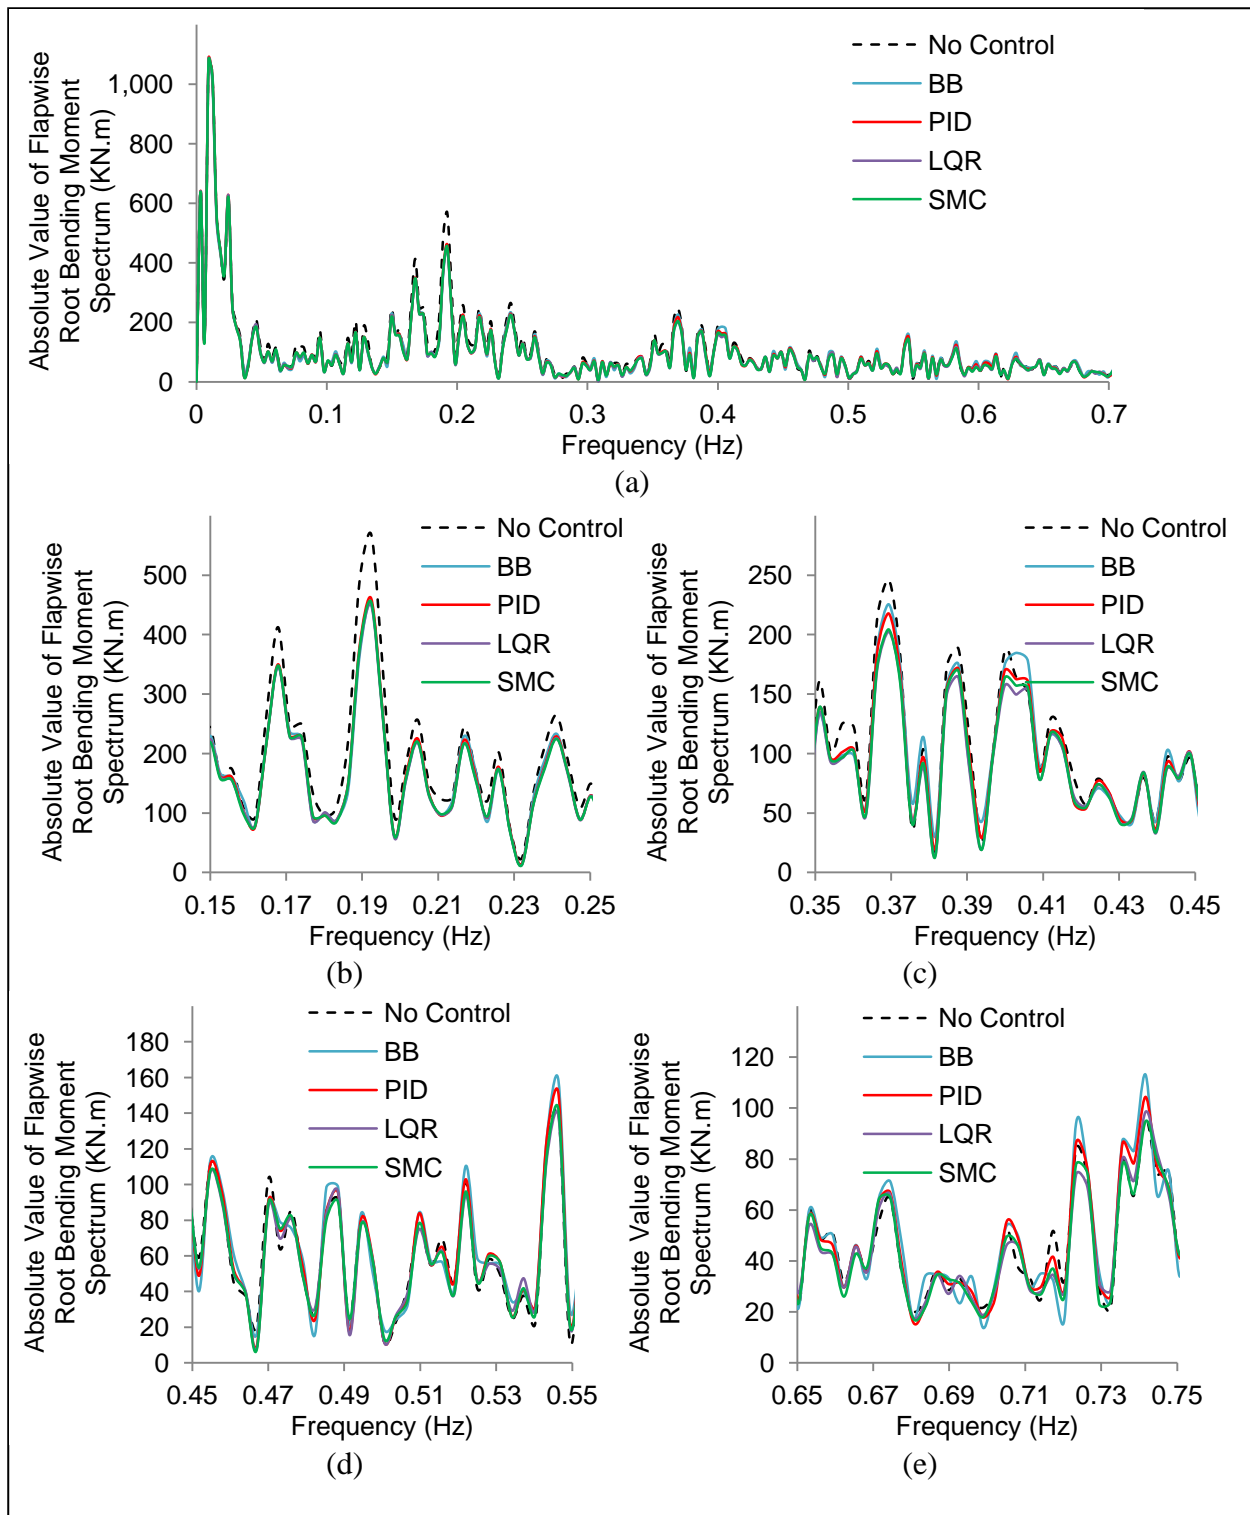 Absolute Value of Flapwise
Root Bending Moment
Spectrum (KN.m)
1,000
800
600
400
200
0
No Control
BB
PID
LQR
SMC
0 0.1 0.2 0.3 0.4 0.5 0.6 0.7
Frequency (Hz)
(a)
Absolute Value of Flapwise
Root Bending Moment
Spectrum (KN.m)
500
400
300
200
100
0
No Control
BB
PID
LQR
SMC
0.15 0.17 0.19 0.21 0.23 0.25
Frequency (Hz)
(b)
Absolute Value of Flapwise
Root Bending Moment
Spectrum (KN.m)
250
200
150
100
50
0
No Control
BB
PID
LQR
SMC
0.35 0.37 0.39 0.41 0.43 0.45
Frequency (Hz)
(c)
Absolute Value of Flapwise
Root Bending Moment
Spectrum (KN.m)
180
160
140
120
100
80
60
40
20
0
No Control
BB
PID
LQR
SMC
0.45 0.47 0.49 0.51 0.53 0.55
Frequency (Hz)
(d)
Absolute Value of Flapwise
Root Bending Moment
Spectrum (KN.m)
120
100
80
60
40
20
0
No Control
BB
PID
LQR
SMC
0.65 0.67 0.69 0.71 0.73 0.75
Frequency (Hz)
(e)